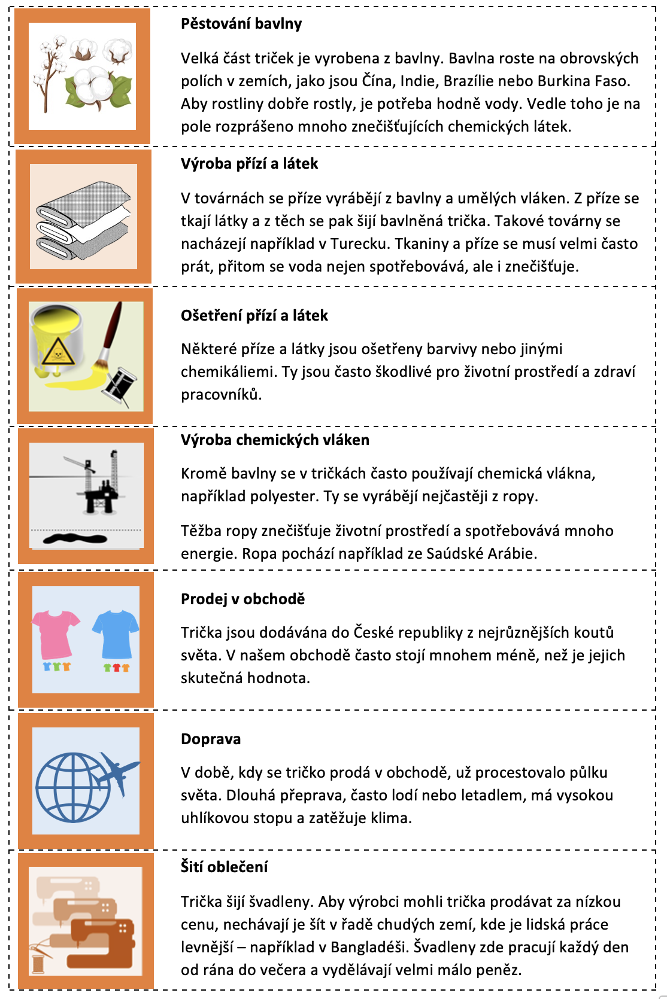 Pěstování bavlny
Velká část triček je vyrobena z bavlny. Bavlna roste na obrovských
polích v zemích, jako jsou Čína, Indie, Brazílie nebo Burkina Faso.
Aby rostliny dobře rostly, je potřeba hodně vody. Vedle toho je na
pole rozprášeno mnoho znečišťujících chemických látek.
Výroba přízí a látek
V továrnách se příze vyrábějí z bavlny a umělých vláken. Z příze se
tkají látky a z těch se pak šijí bavlněná trička. Takové továrny se
nacházejí například v Turecku. Tkaniny a příze se musí velmi často
prát, přitom se voda nejen spotřebovává, ale i znečišťuje.
Ošetření přízí a látek
Některé příze a látky jsou ošetřeny barvivy nebo jinými
chemikáliemi. Ty jsou často škodlivé pro životní prostředí a zdraví
pracovníků.
Výroba chemických vláken
Kromě bavlny se v tričkách často používají chemická vlákna,
například polyester. Ty se vyrábějí nejčastěji z ropy.
Těžba ropy znečišťuje životní prostředí a spotřebovává mnoho
energie. Ropa pochází například ze Saúdské Arábie.
Prodej v obchodě
Trička jsou dodávána do České republiky z nejrůznějších koutů
světa. V našem obchodě často stojí mnohem méně, než je jejich
skutečná hodnota.
Doprava
V době, kdy se tričko prodá v obchodě, už procestovalo půlku
světa. Dlouhá přeprava, často lodí nebo letadlem, má vysokou
uhlíkovou stopu a zatěžuje klima.
Šití oblečení
Trička šijí švadleny. Aby výrobci mohli trička prodávat za nízkou
cenu, nechávají je šít v řadě chudých zemí, kde je lidská práce
levnější – například v Bangladéši. Švadleny zde pracují každý den
od rána do večera a vydělávají velmi málo peněz.